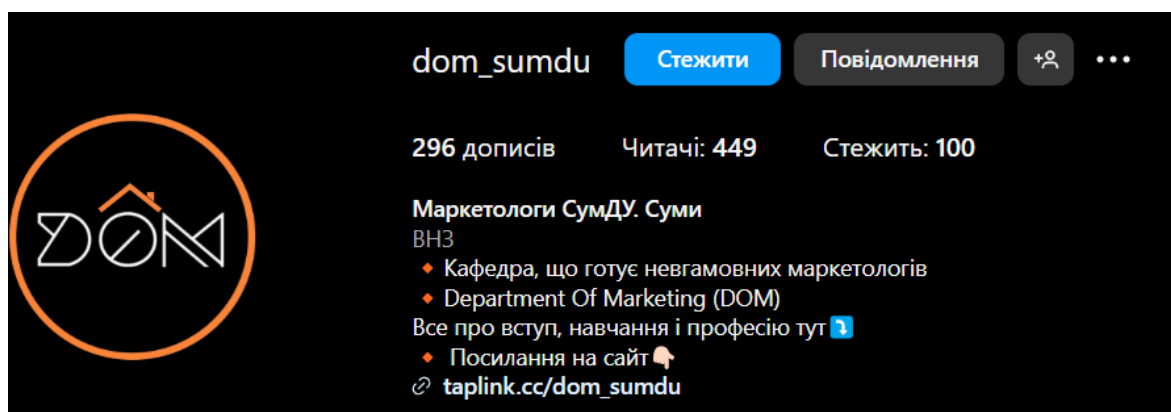 dom_sumdu Стежити Повідомлення
296 дописів Читачі: 449 Стежить: 100
DOM
Маркетологи СумДУ. Суми
ВНЗ
🔸 Кафедра, що готує невгамовних маркетологів
🔸 Department Of Marketing (DOM)
Все про вступ, навчання і професію тут⤵️
🔸 Посилання на сайт👇🏻
taplink.cc/dom_sumdu